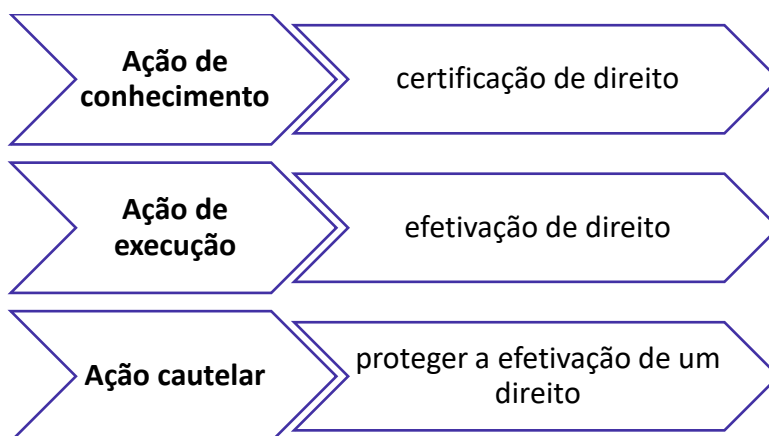 Ação de
conhecimento
certificação de direito
Ação de
execução
efetivação de direito
Ação cautelar
proteger a efetivação de um
direito